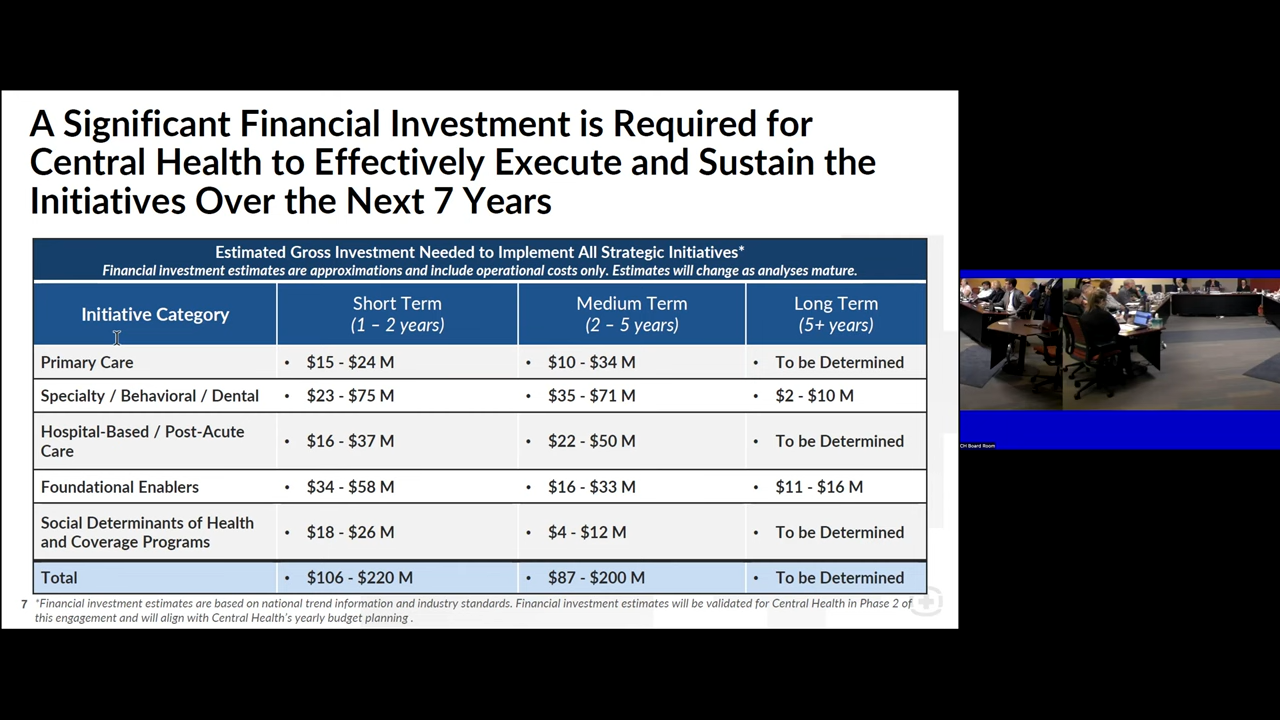 A Significant Financial Investment is Required for
Central Health to Effectively Execute and Sustain the
Initiatives Over the Next 7 Years
Estimated Gross Investment Needed to Implement All Strategic Initiatives*
Financial investment estimates are approximations and include operational costs only. Estimates will change as analyses mature.
Initiative Category
Short Term
(1 – 2 years)
Medium Term
(2 – 5 years)
Long Term
(5+ years)
Primary Care • $15 - $24 M • $10 - $34 M • To be Determined
Specialty / Behavioral / Dental • $23 - $75 M • $35 - $71 M • $2 - $10 M
Hospital-Based / Post-Acute
Care
• $16 - $37 M • $22 - $50 M • To be Determined
Foundational Enablers • $34 - $58 M • $16 - $33 M • $11 - $16 M
Social Determinants of Health
and Coverage Programs
• $18 - $26 M • $4 - $12 M • To be Determined
Total • $106 - $220 M • $87 - $200 M • To be Determined
7 *Financial investment estimates are based on national trend information and industry standards. Financial investment estimates will be validated for Central Health in Phase 2 of
this engagement and will align with Central Health's yearly budget planning .
CH Board Room